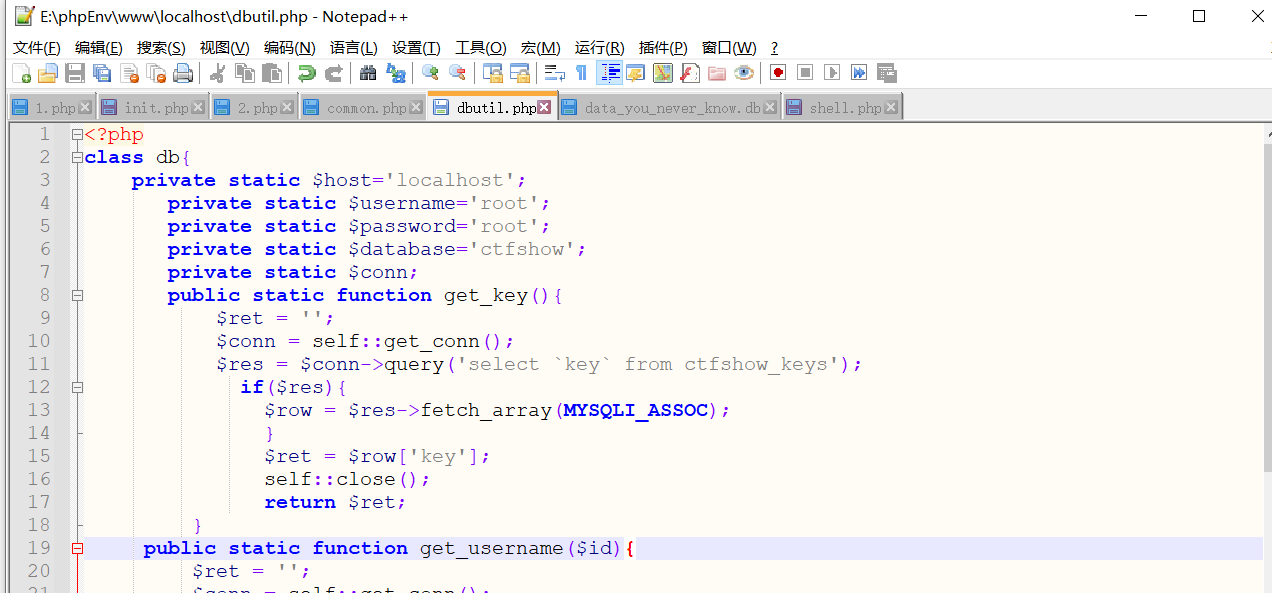 E:\phpEnv\www\localhost\dbutil.php - Notepad++
文件(F) 编辑(E) 搜索(S) 视图(V) 编码(N) 语言(L) 设置(T) 工具(O) 宏(M) 运行(R) 插件(P) 窗口(W) ?
1.php init.php 2.php common.php dbutil.php data_you_never_know.db shell.php
1 <?php
2 class db{
3 private static $host='localhost';
4 private static $username='root';
5 private static $password='root';
6 private static $database='ctfshow';
7 private static $conn;
8 public static function get_key(){
9 $ret = '';
10 $conn = self::get_conn();
11 $res = $conn->query('select `key` from ctfshow_keys');
12 if($res){
13 $row = $res->fetch_array(MYSQLI_ASSOC);
14 }
15 $ret = $row['key'];
16 self::close();
17 return $ret;
18 }
19 public static function get_username($id){
20 $ret = '';
21 $conn = self::get_conn();